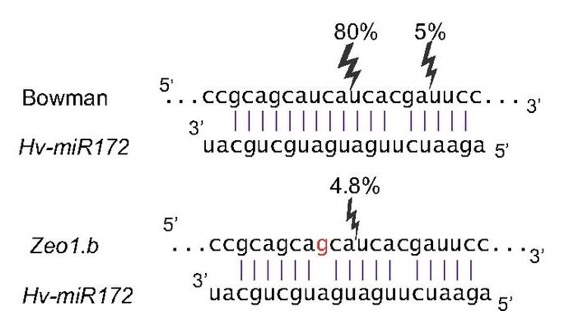 80% 5%
5’
Bowman ...ccgcagcaucaucacgauucc... 3’
3’
Hv-miR172 uacgucguaguaguucuaaga 5’
4.8%
5’
Zeo1.b ...ccgcagcagcaucacgauucc... 3’
3’
Hv-miR172 uacgucguaguaguucuaaga 5’